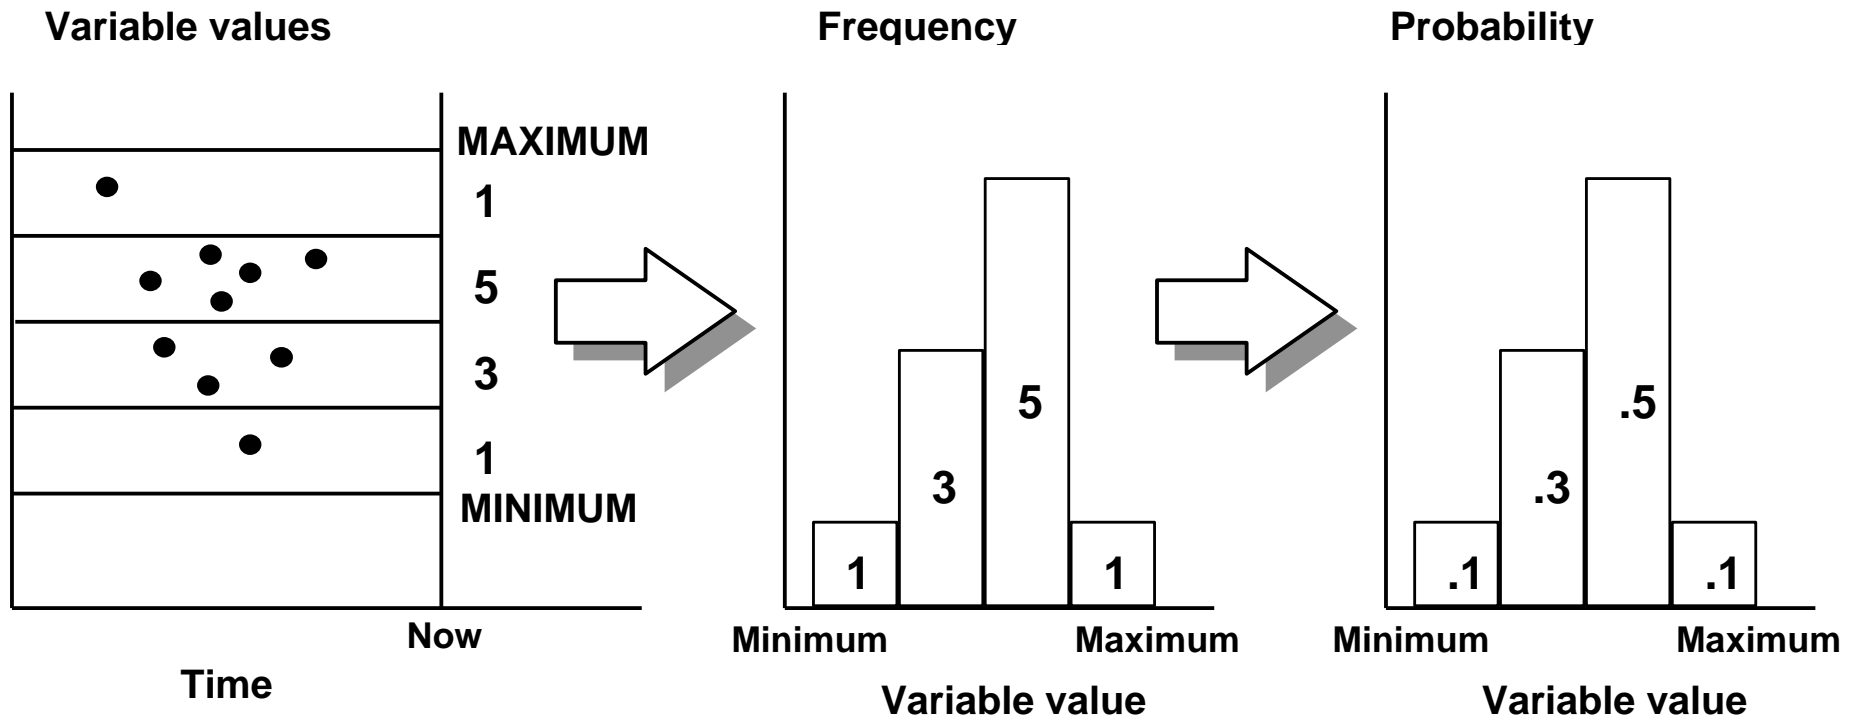 Variable values
MAXIMUM
1
5
3
1
MINIMUM
Now
Time
Frequency
1
3
5
1
Minimum Maximum
Variable value
Probability
.1
.3
.5
.1
Minimum Maximum
Variable value